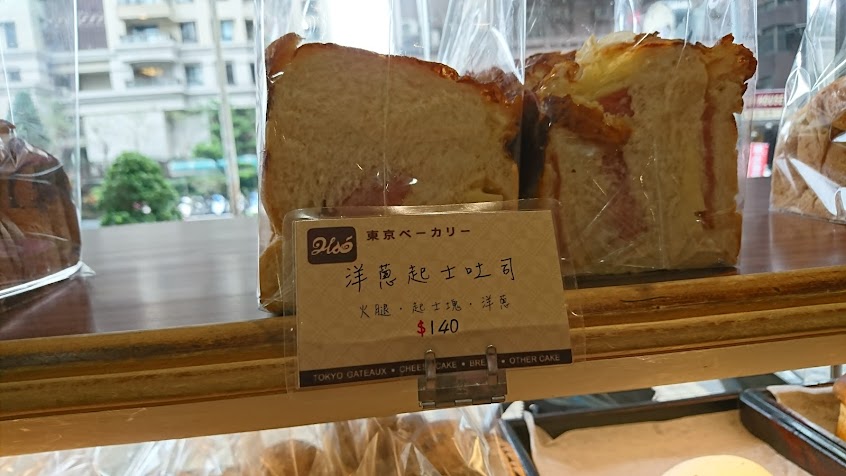 Hsó
東京ベーカリー
洋蔥起士吐司
火腿・起士塊・洋蔥
$140
TOKYO GATEAUX • CHEESE CAKE • BREAD • OTHER CAKE
HOUSE